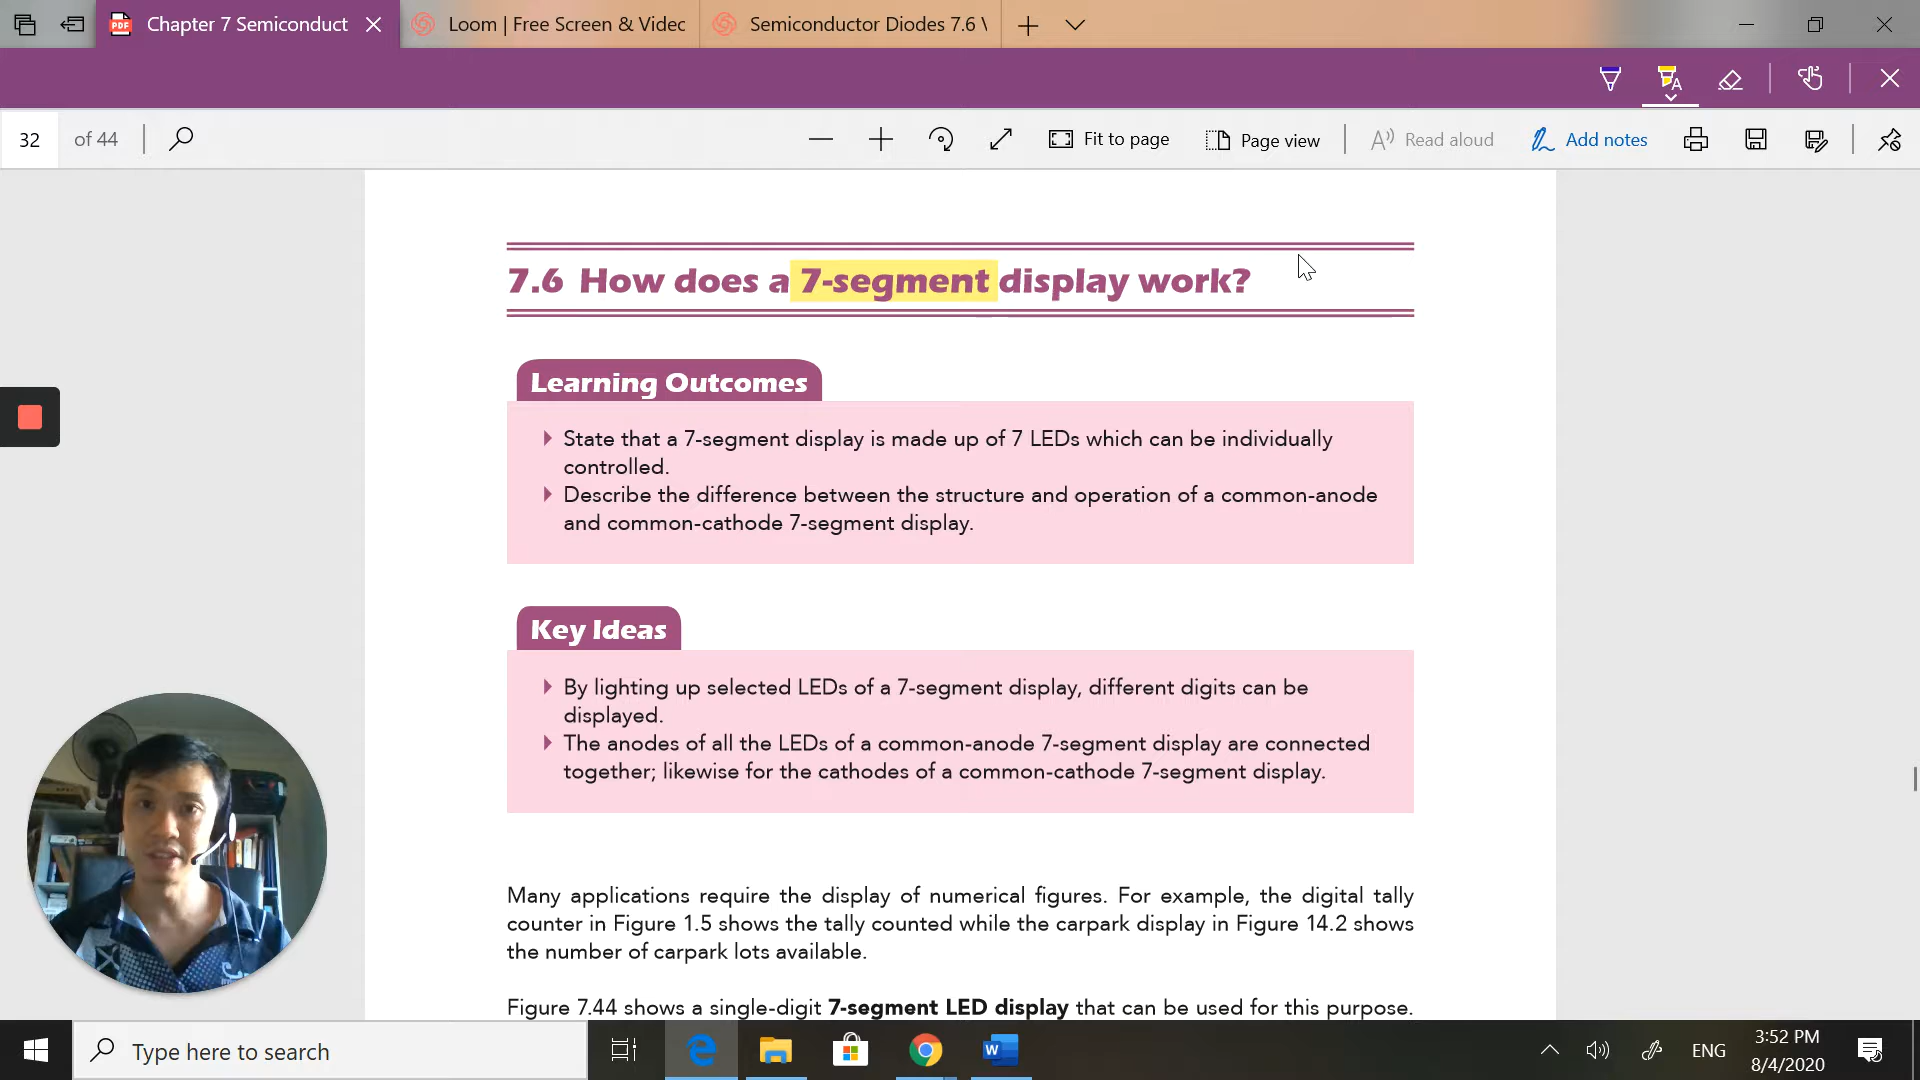 Chapter 7 Semiconduct
Loom | Free Screen & Videc
Semiconductor Diodes 7.6 \
32 of 44
Fit to page
Page view
Read aloud
Add notes
7.6 How does a 7-segment display work?
Learning Outcomes
State that a 7-segment display is made up of 7 LEDs which can be individually
controlled.
Describe the difference between the structure and operation of a common-anode
and common-cathode 7-segment display.
Key Ideas
By lighting up selected LEDs of a 7-segment display, different digits can be
displayed.
The anodes of all the LEDs of a common-anode 7-segment display are connected
together; likewise for the cathodes of a common-cathode 7-segment display.
Many applications require the display of numerical figures. For example, the digital tally
counter in Figure 1.5 shows the tally counted while the carpark display in Figure 14.2 shows
the number of carpark lots available.
Figure 7.44 shows a single-digit 7-segment LED display that can be used for this purpose.
Type here to search
ENG
3:52 PM
8/4/2020